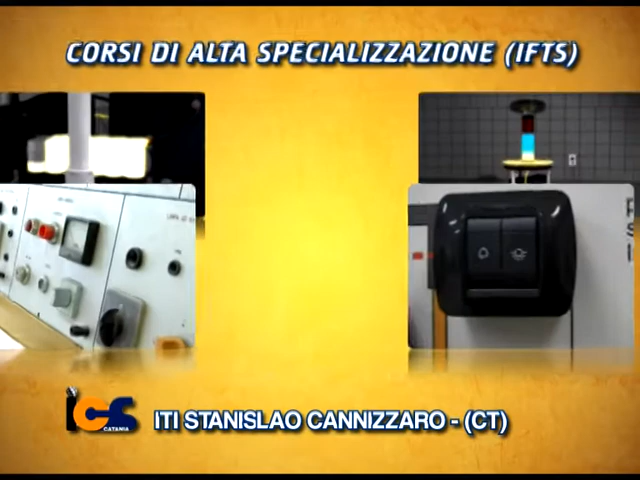 CORSI DI ALTA SPECIALIZZAZIONE (IFTS)
ICS CATANIA
ITI STANISLAO CANNIZZARO - (CT)